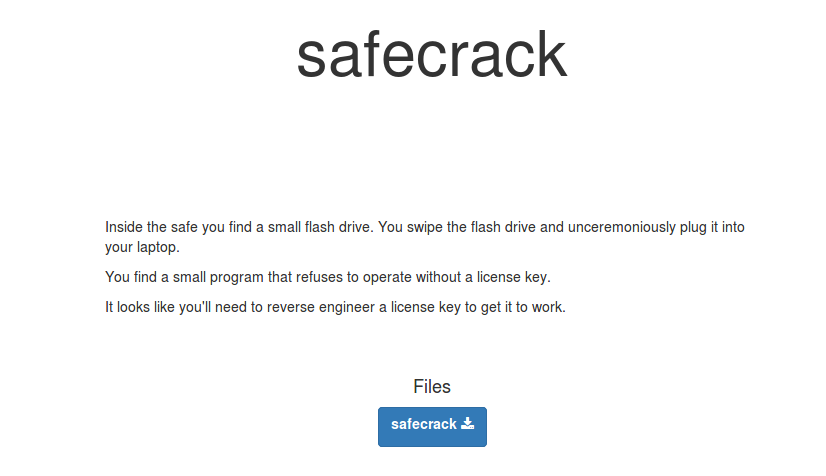 safecrack
Inside the safe you find a small flash drive. You swipe the flash drive and unceremoniously plug it into
your laptop.
You find a small program that refuses to operate without a license key.
It looks like you'll need to reverse engineer a license key to get it to work.
Files
safecrack